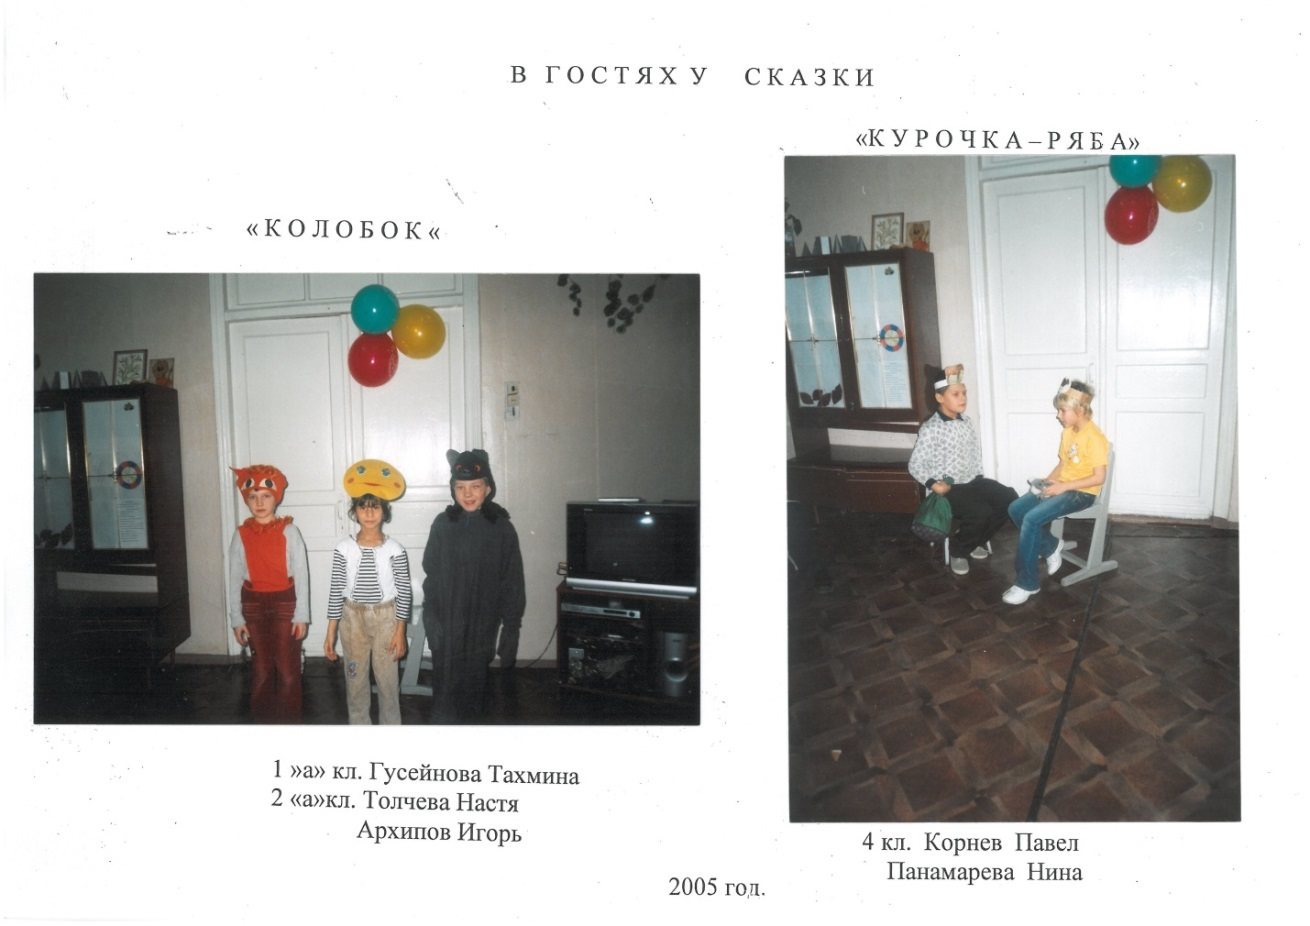 В ГОСТЯХ У СКАЗКИ
«КУРОЧКА–РЯБА»
«КОЛОБОК«
1 »а» кл. Гусейнова Тахмина
2 «а»кл. Толчева Настя
Архипов Игорь
4 кл. Корнев Павел
Панамарева Нина
2005 год.